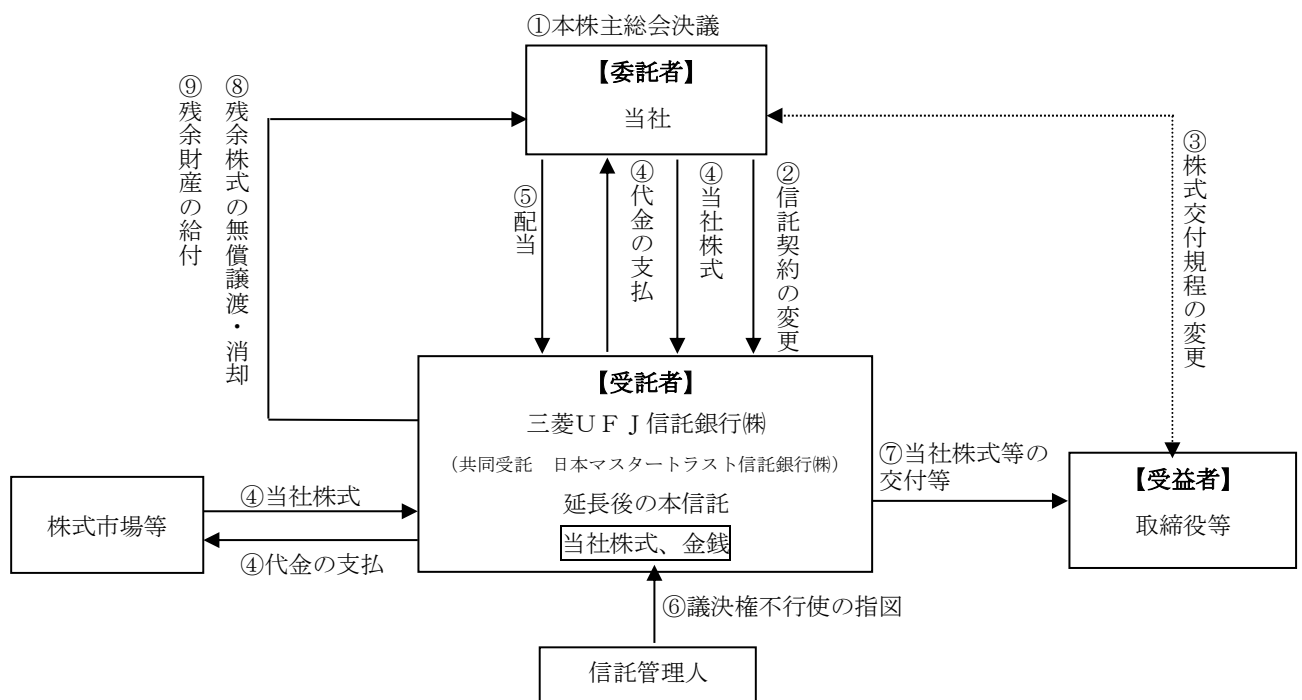 ①本株主総会決議
【委託者】
当社
⑨残余財産の給付
⑧残余株式の無償譲渡・消却
⑤配当
④代金の支払
④当社株式
②信託契約の変更
③株式交付規程の変更
【受託者】
三菱UFJ信託銀行㈱
(共同受託 日本マスタートラスト信託銀行㈱)
延長後の本信託
当社株式、金銭
株式市場等
④当社株式
④代金の支払
⑦当社株式等の
交付等
【受益者】
取締役等
⑥議決権不行使の指図
信託管理人